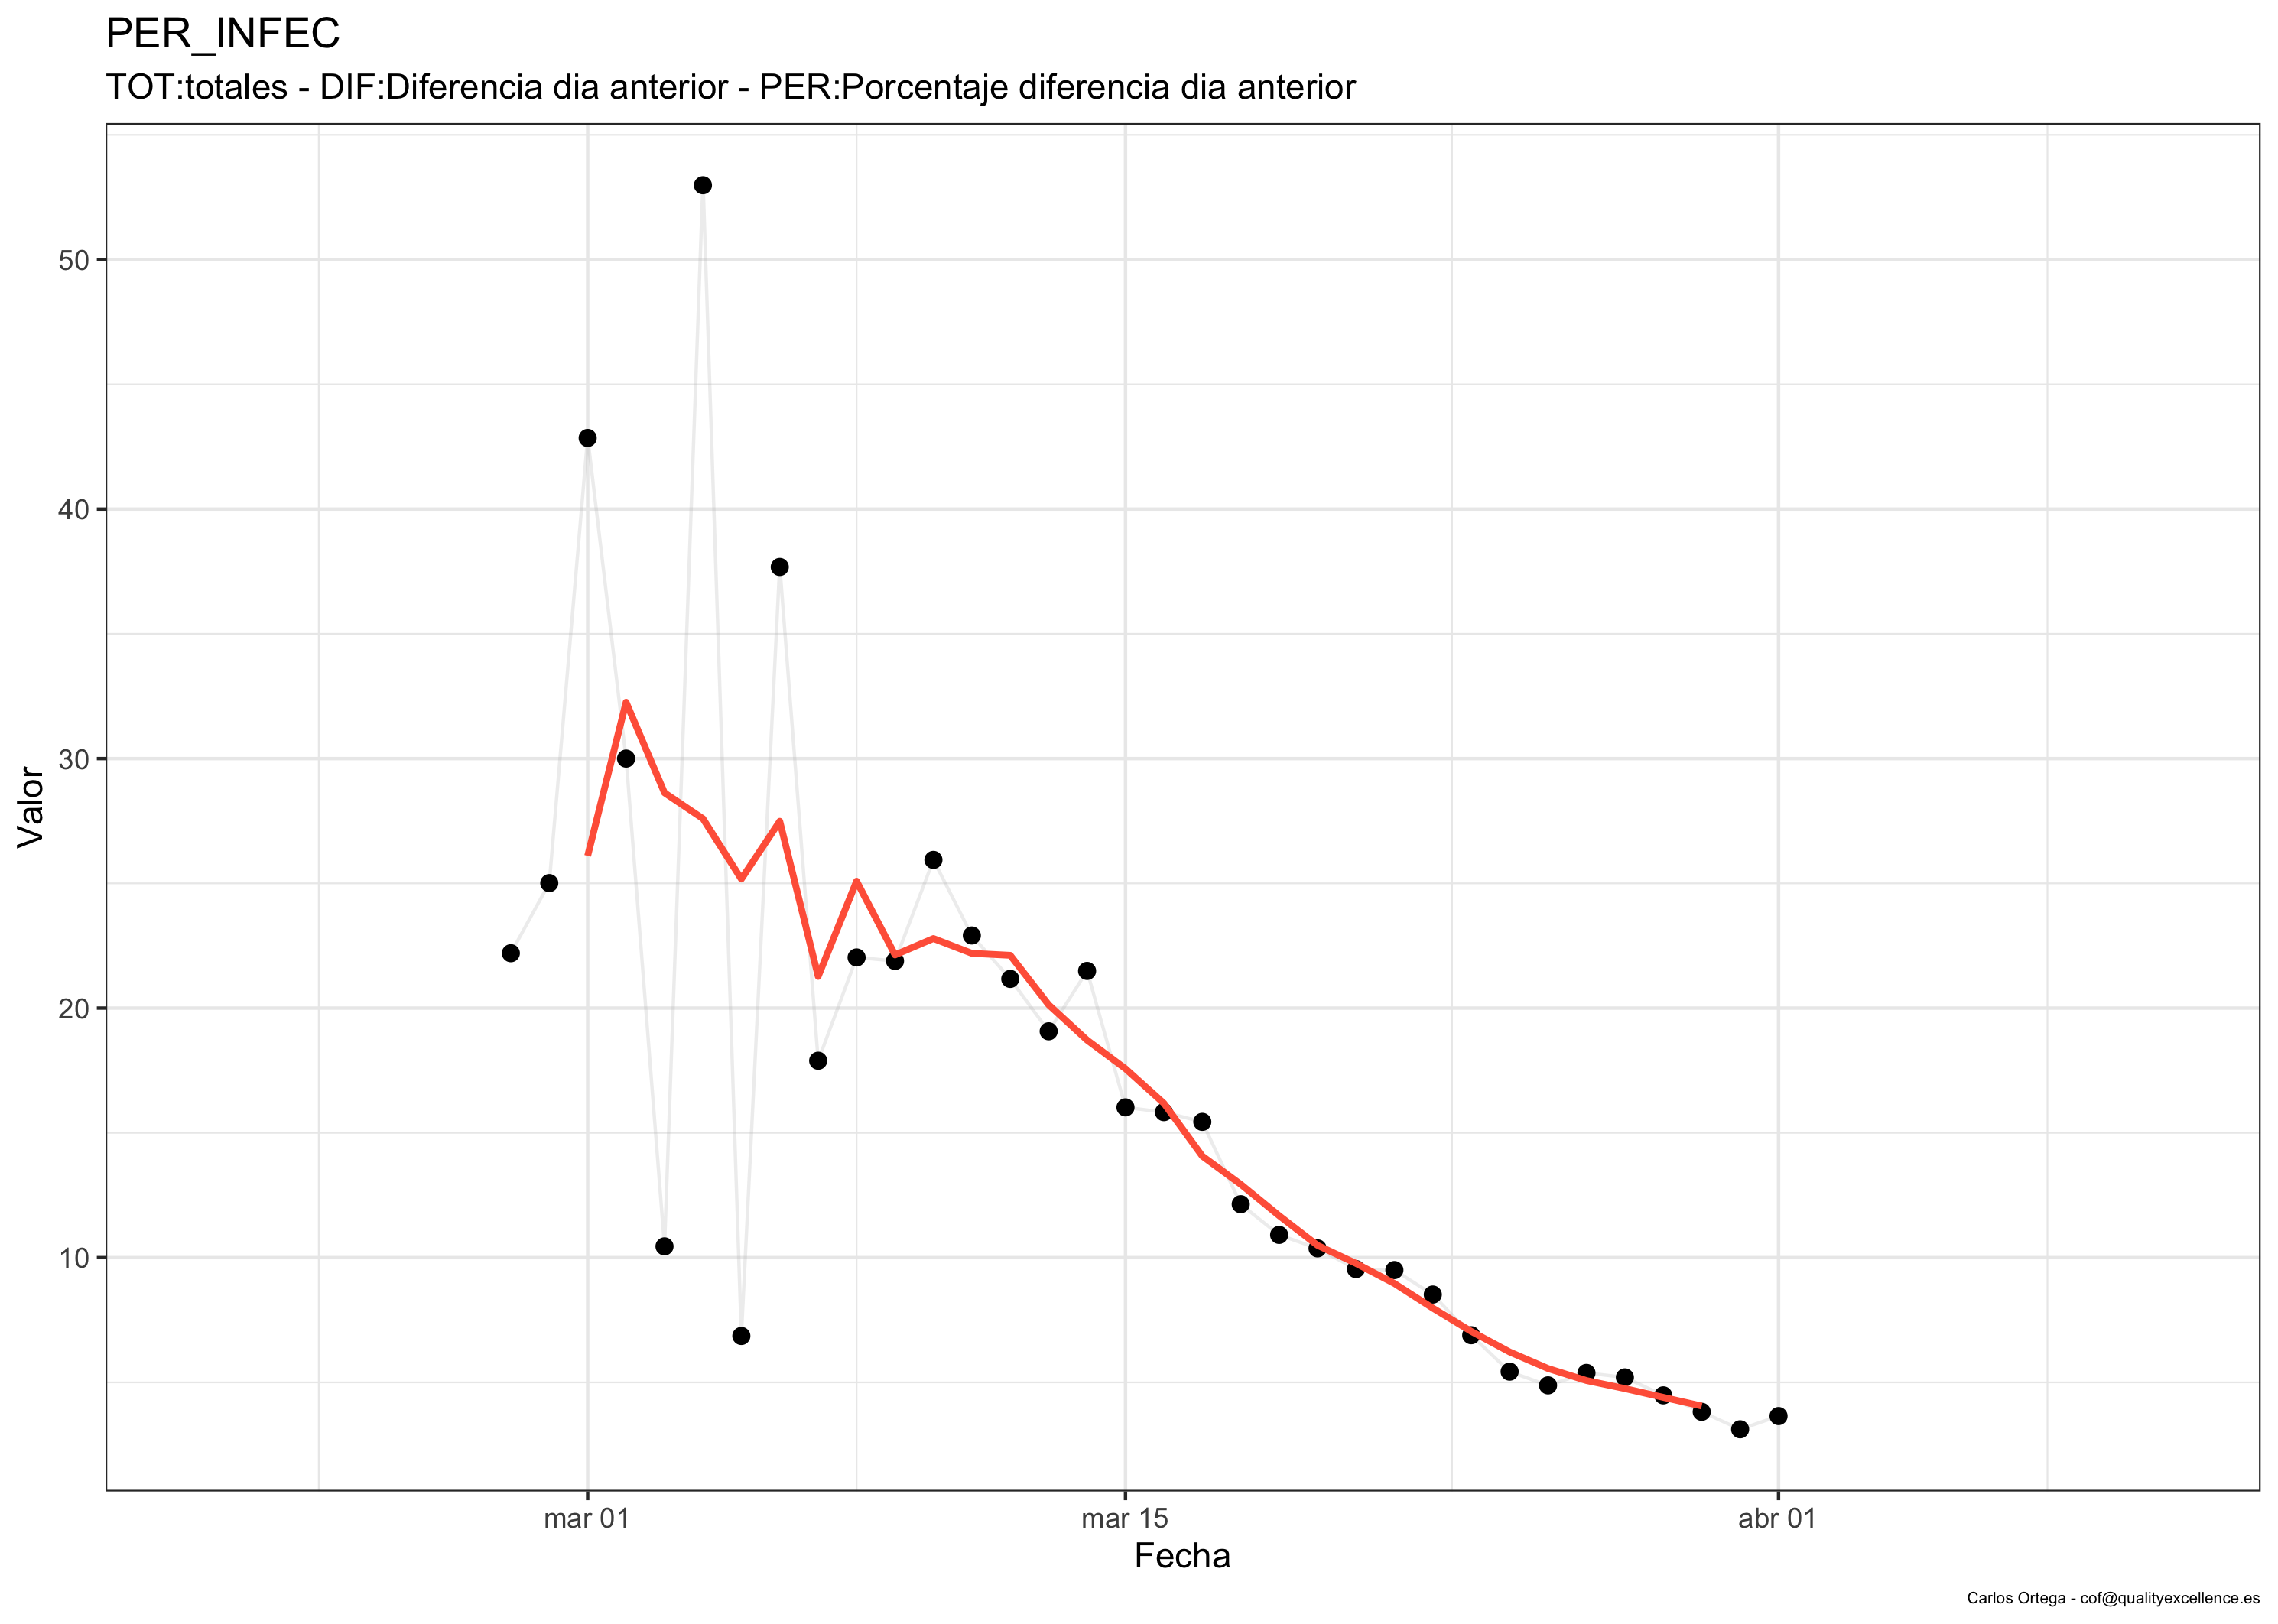 PER_INFEC
TOT:totales - DIF:Diferencia dia anterior - PER:Porcentaje diferencia dia anterior
Valor
50
40
30
20
10
mar 01
mar 15
abr 01
Fecha
Carlos Ortega - cof@qualityexcellence.es